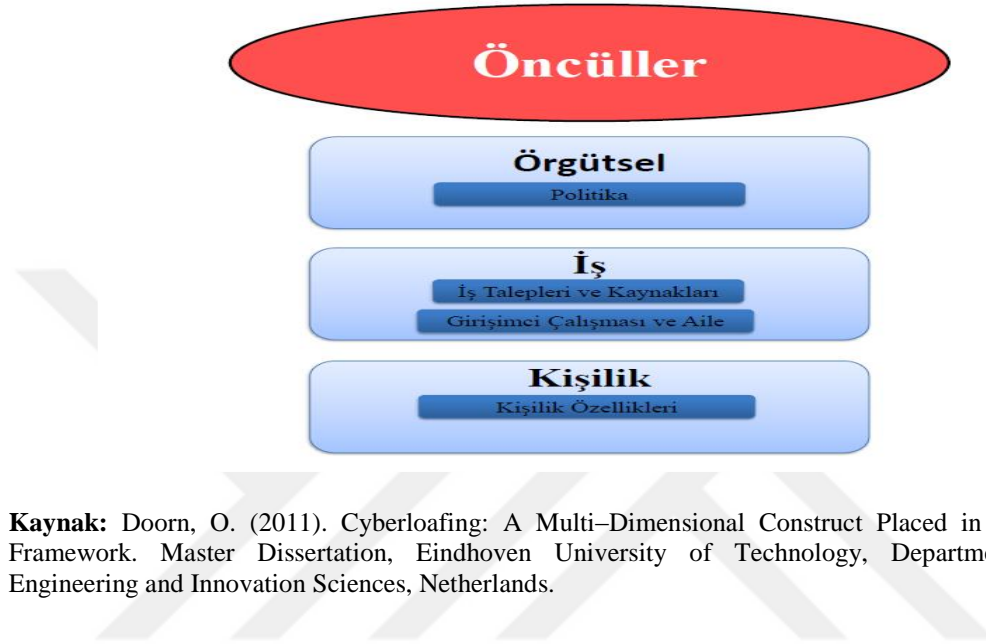 Öncüller
Örgütsel
Politika
İş
İş Talepleri ve Kaynakları
Girişimci Çalışması ve Aile
Kişilik
Kişilik Özellikleri
Kaynak: Doorn, O. (2011). Cyberloafing: A Multi–Dimensional Construct Placed in
Framework. Master Dissertation, Eindhoven University of Technology,
Engineering and Innovation Sciences, Netherlands.